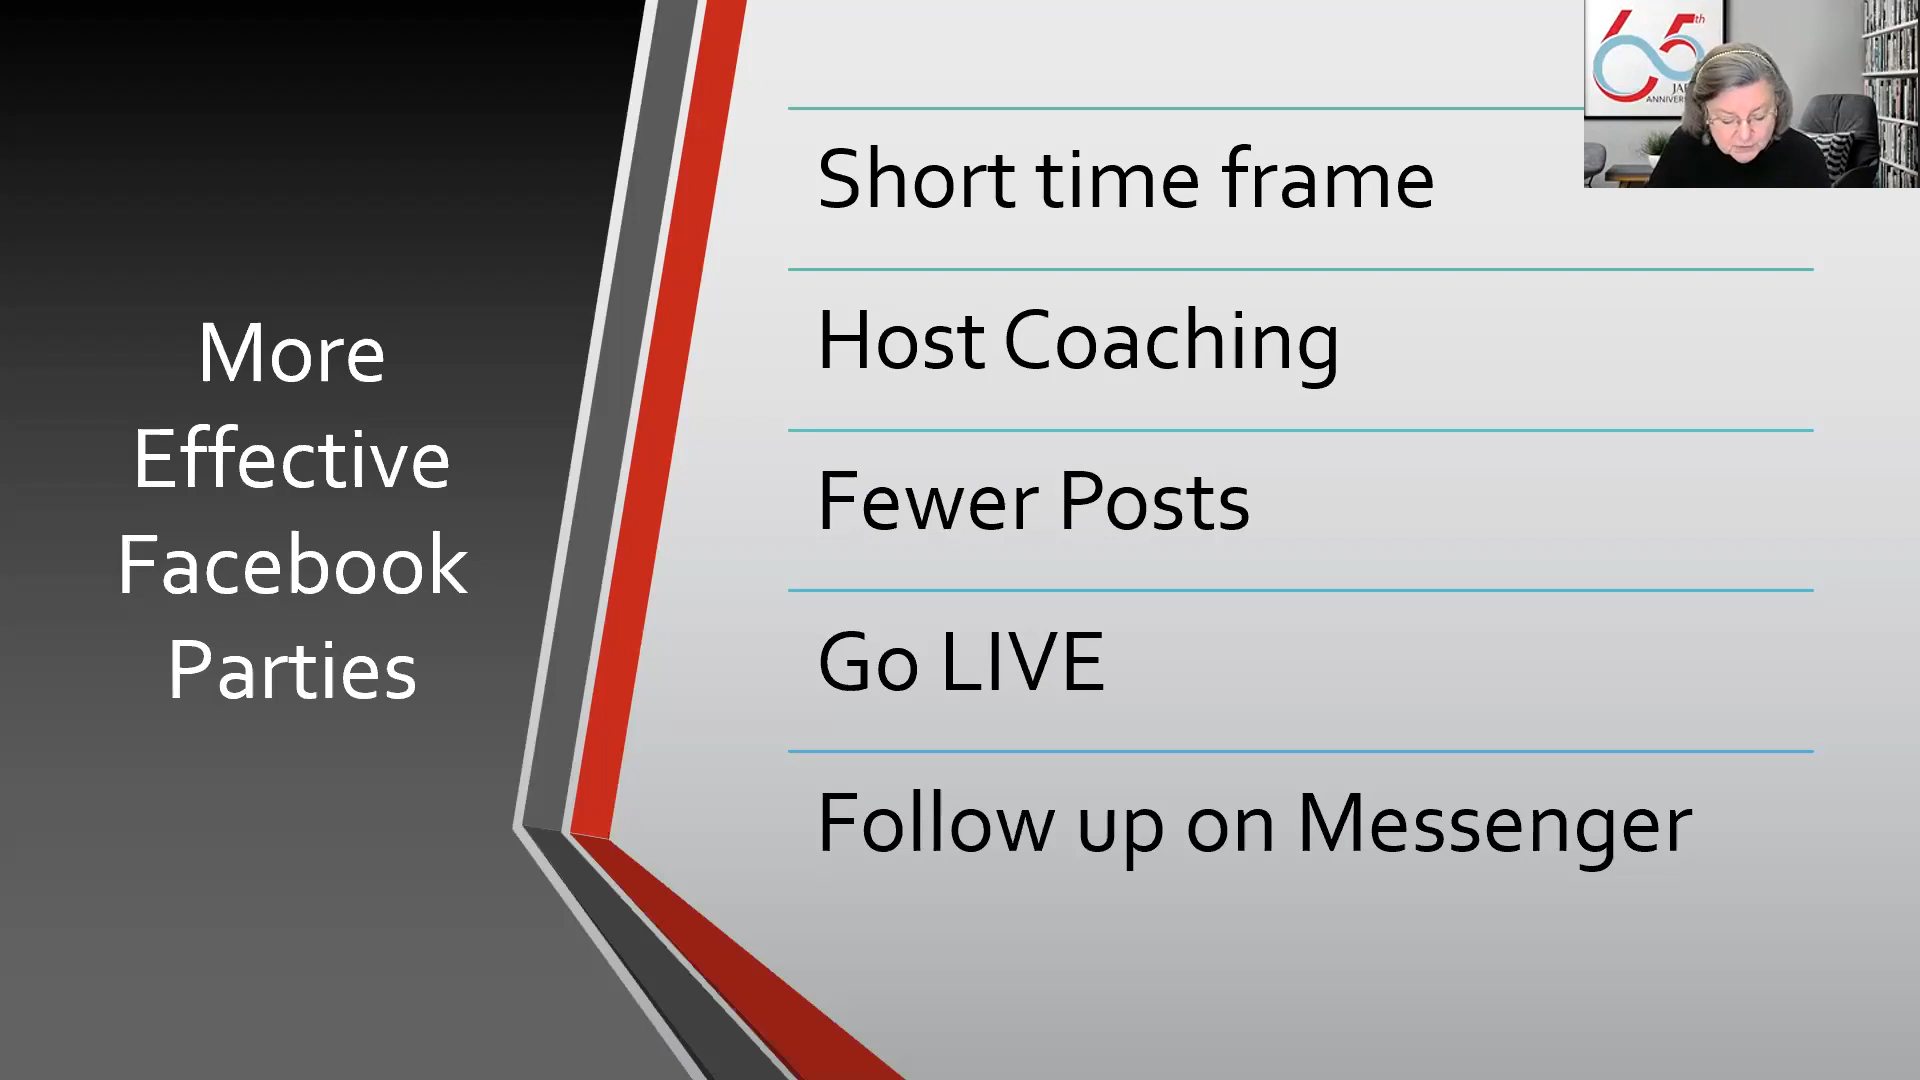 More
Effective
Facebook
Parties
Short time frame
Host Coaching
Fewer Posts
Go LIVE
Follow up on Messenger
65th